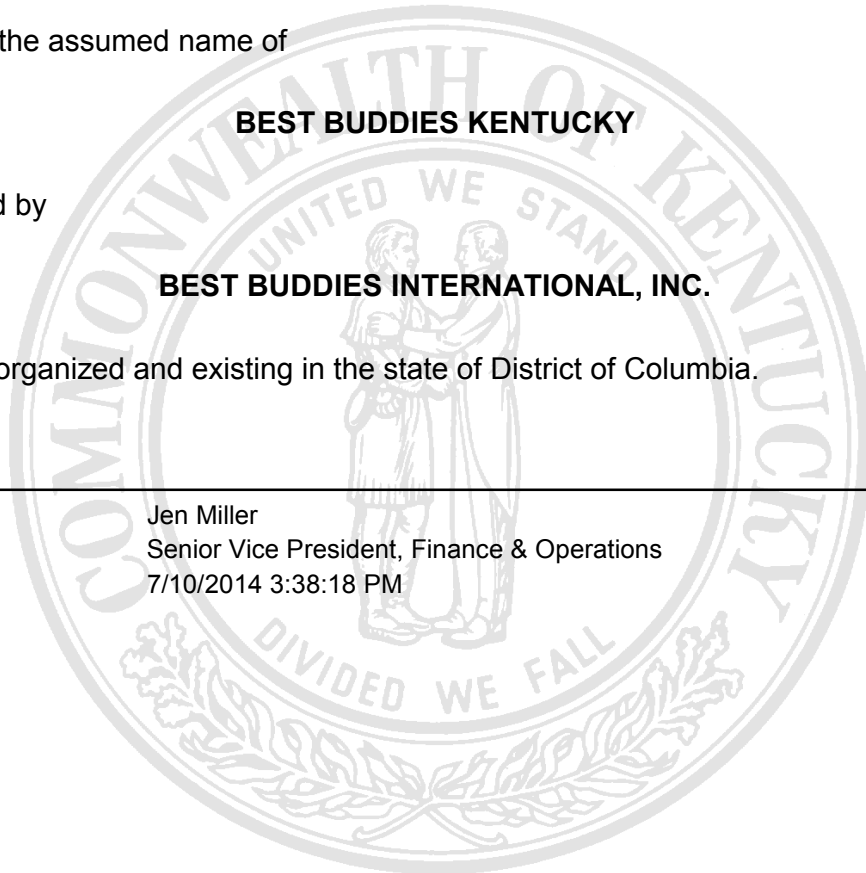 the assumed name of
BEST BUDDIES KENTUCKY
d by
BEST BUDDIES INTERNATIONAL, INC.
organized and existing in the state of District of Columbia.
Jen Miller
Senior Vice President, Finance & Operations
7/10/2014 3:38:18 PM
COMMONWEALTH OF KENTUCKY
UNITED WE STAND
DIVIDED WE FALL